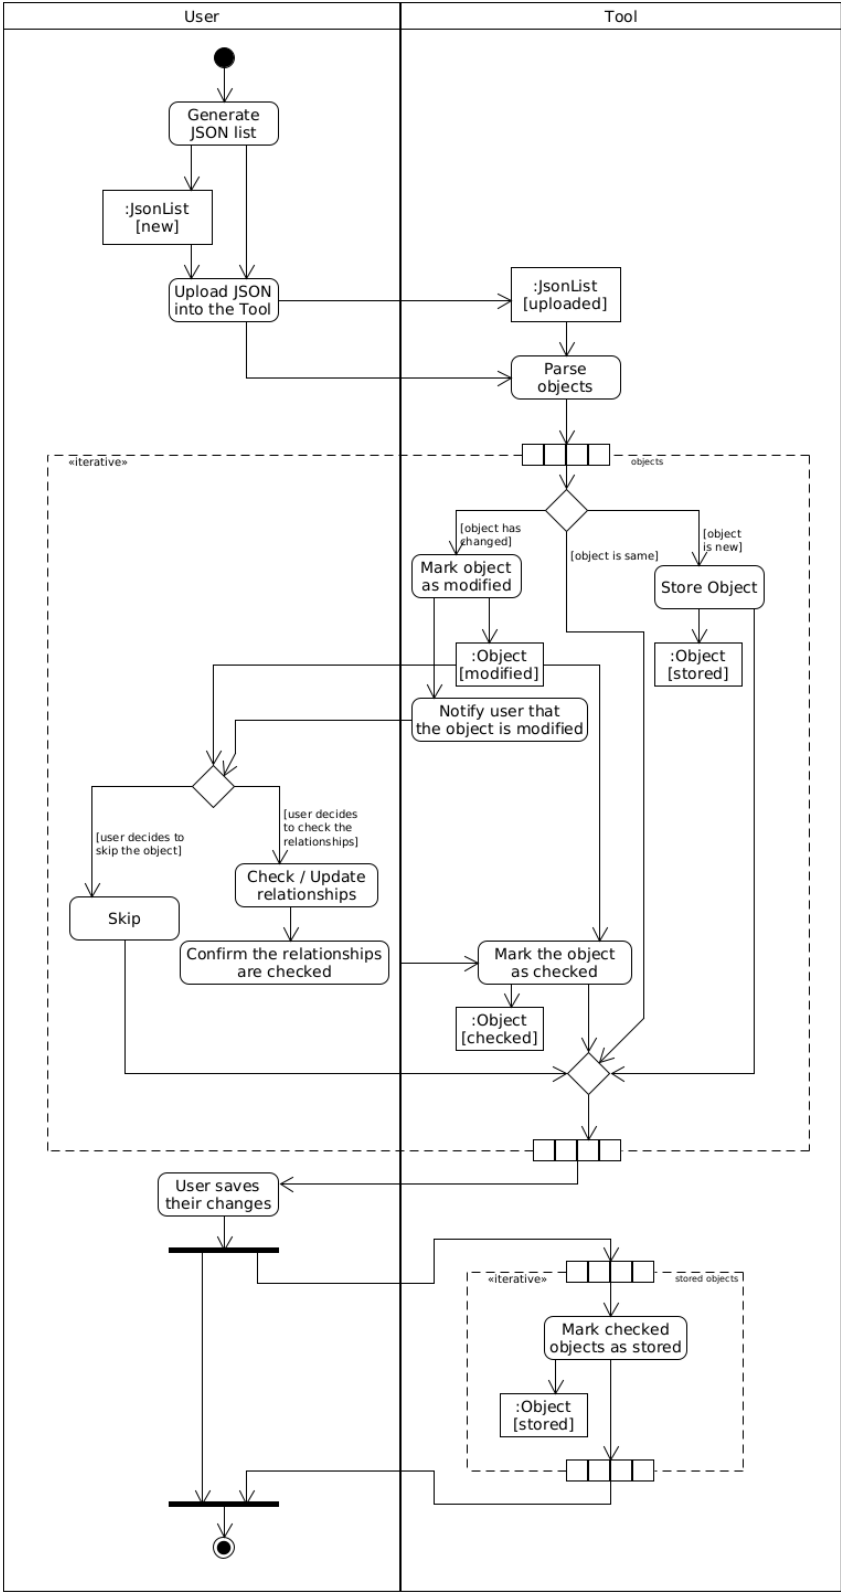 User
Tool
Generate
JSON list
:JsonList
[new]
Upload JSON
into the Tool
:JsonList
[uploaded]
Parse
objects
«iterative»
objects
[object has
changed]
[object is same]
[object
is new]
Mark object
as modified
Store Object
:Object
[modified]
:Object
[stored]
Notify user that
the object is modified
[user decides to
skip the object]
[user decides
to check the
relationships]
Check / Update
relationships
Skip
Confirm the relationships
are checked
Mark the object
as checked
:Object
[checked]
User saves
their changes
«iterative»
stored objects
Mark checked
objects as stored
:Object
[stored]